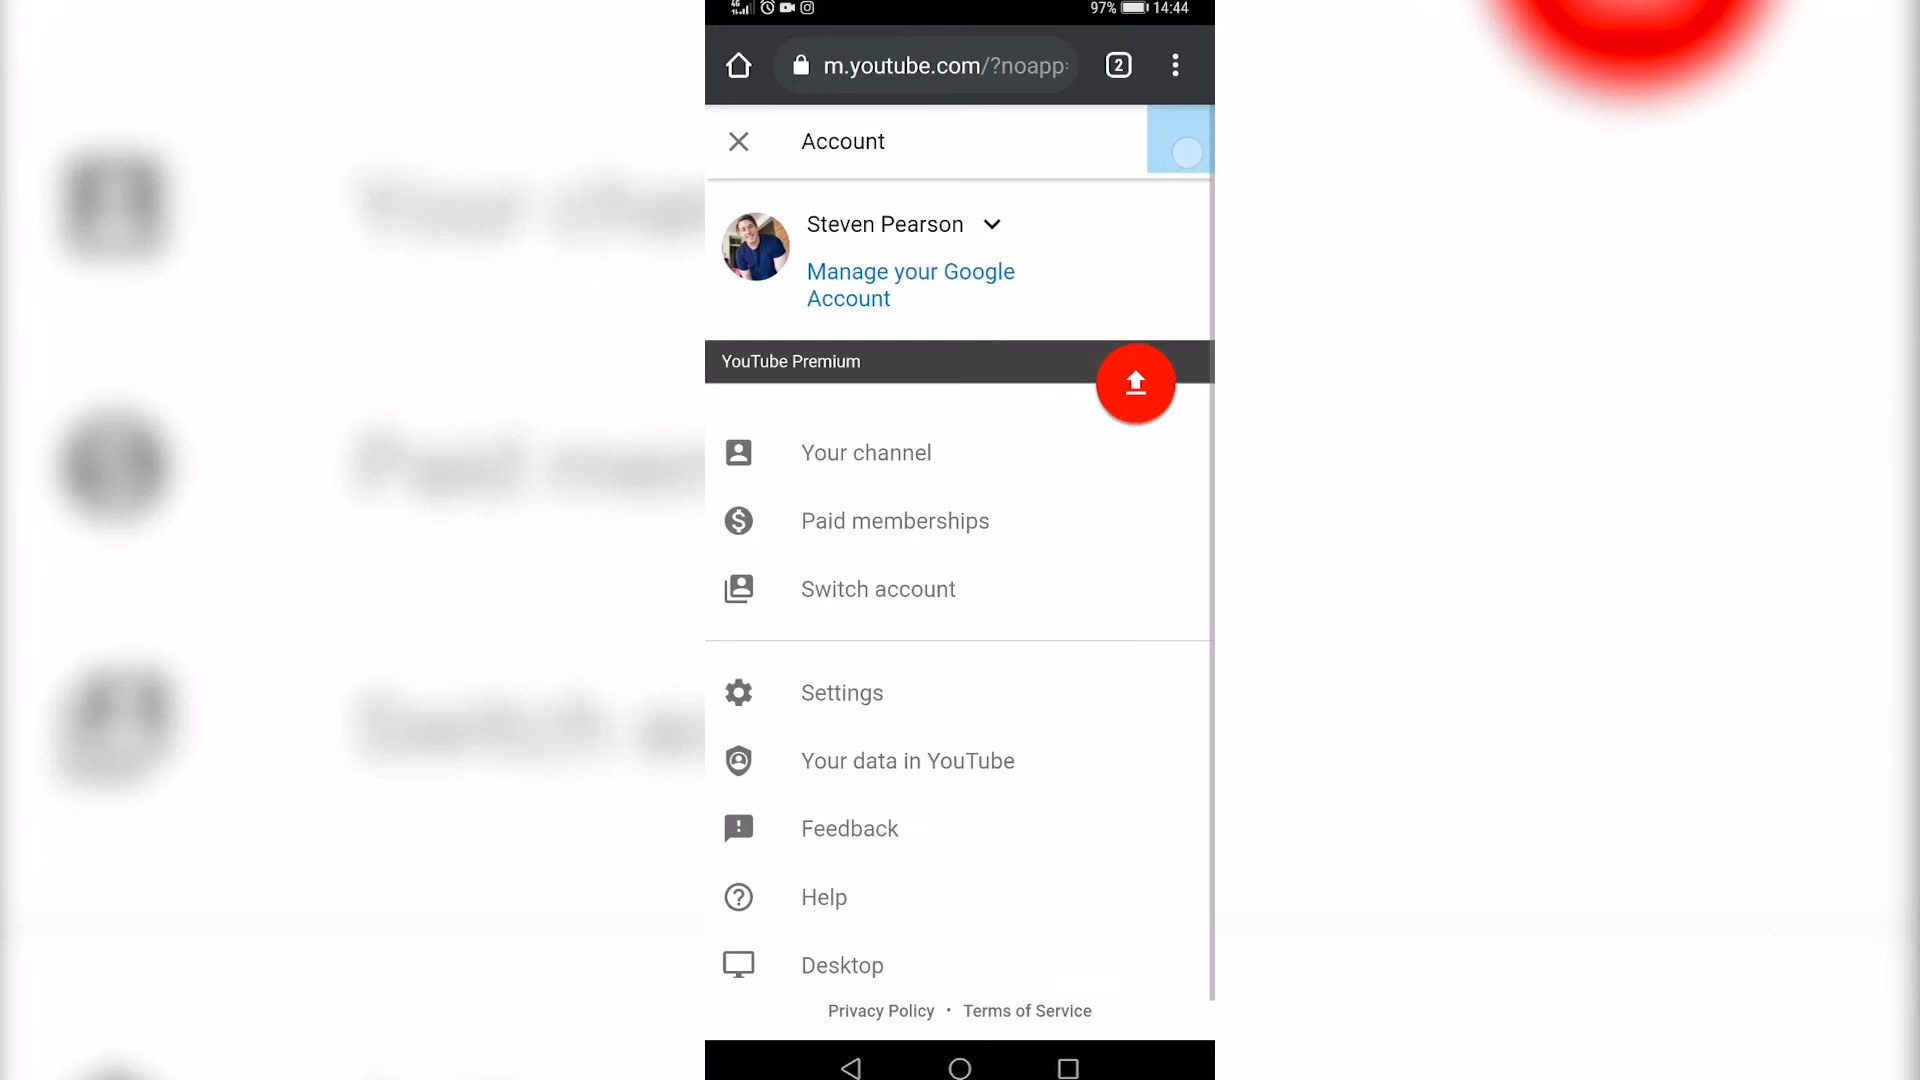 4G 97% 14:44
m.youtube.com/?noapp 2
Account
Steven Pearson
Manage your Google
Account
YouTube Premium
Your channel
Paid memberships
Switch account
Settings
Your data in YouTube
Feedback
Help
Desktop
Privacy Policy • Terms of Service